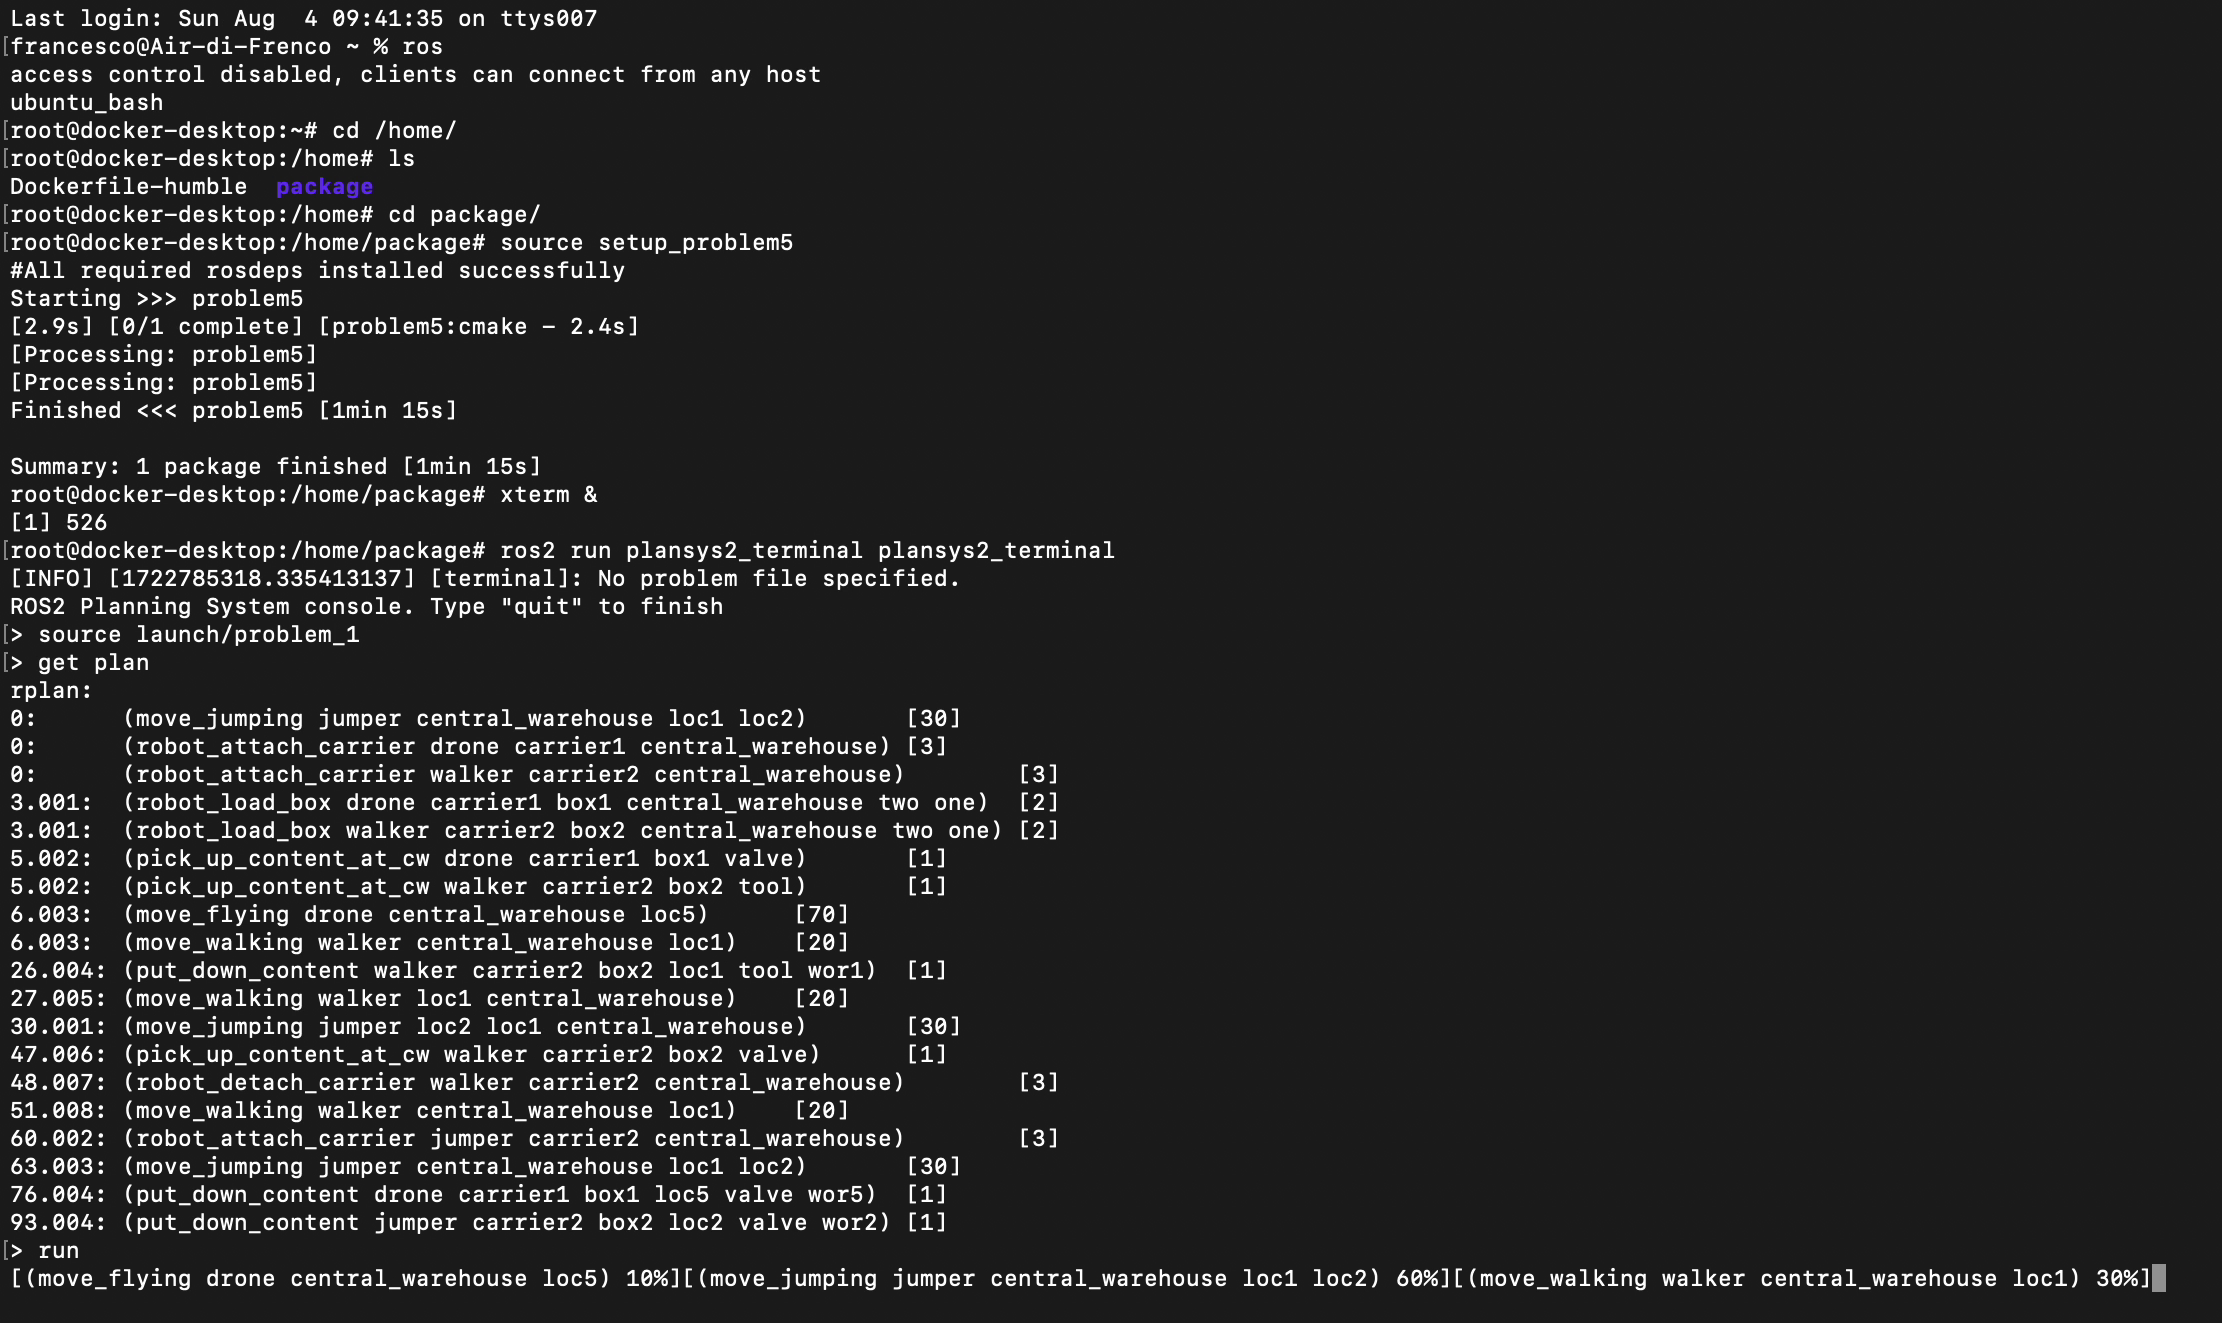 Last login: Sun Aug  4 09:41:35 on ttys007
[francesco@Air-di-Frenco ~ % ros
access control disabled, clients can connect from any host
ubuntu_bash
[root@docker-desktop:~# cd /home/
[root@docker-desktop:/home# ls
Dockerfile-humble  package
[root@docker-desktop:/home# cd package/
[root@docker-desktop:/home/package# source setup_problem5
#All required rosdeps installed successfully
Starting >>> problem5
[2.9s] [0/1 complete] [problem5:cmake - 2.4s]
[Processing: problem5]
[Processing: problem5]
Finished <<< problem5 [1min 15s]
Summary: 1 package finished [1min 15s]
root@docker-desktop:/home/package# xterm &
[1] 526
[root@docker-desktop:/home/package# ros2 run plansys2_terminal plansys2_terminal
[INFO] [1722785318.335413137] [terminal]: No problem file specified.
ROS2 Planning System console. Type "quit" to finish
[> source launch/problem_1
[> get plan
rplan:
0:      (move_jumping jumper central_warehouse loc1 loc2)       [30]
0:      (robot_attach_carrier drone carrier1 central_warehouse) [3]
0:      (robot_attach_carrier walker carrier2 central_warehouse)        [3]
3.001:  (robot_load_box drone carrier1 box1 central_warehouse two one)  [2]
3.001:  (robot_load_box walker carrier2 box2 central_warehouse two one) [2]
5.002:  (pick_up_content_at_cw drone carrier1 box1 valve)       [1]
5.002:  (pick_up_content_at_cw walker carrier2 box2 tool)       [1]
6.003:  (move_flying drone central_warehouse loc5)      [70]
6.003:  (move_walking walker central_warehouse loc1)    [20]
26.004: (put_down_content walker carrier2 box2 loc1 tool wor1)  [1]
27.005: (move_walking walker loc1 central_warehouse)    [20]
30.001: (move_jumping jumper loc2 loc1 central_warehouse)       [30]
47.006: (pick_up_content_at_cw walker carrier2 box2 valve)      [1]
48.007: (robot_detach_carrier walker carrier2 central_warehouse)        [3]
51.008: (move_walking walker central_warehouse loc1)    [20]
60.002: (robot_attach_carrier jumper carrier2 central_warehouse)        [3]
63.003: (move_jumping jumper central_warehouse loc1 loc2)       [30]
76.004: (put_down_content drone carrier1 box1 loc5 valve wor5)  [1]
93.004: (put_down_content jumper carrier2 box2 loc2 valve wor2) [1]
[> run
[(move_flying drone central_warehouse loc5) 10%][(move_jumping jumper central_warehouse loc1 loc2) 60%][(move_walking walker central_warehouse loc1) 30%]